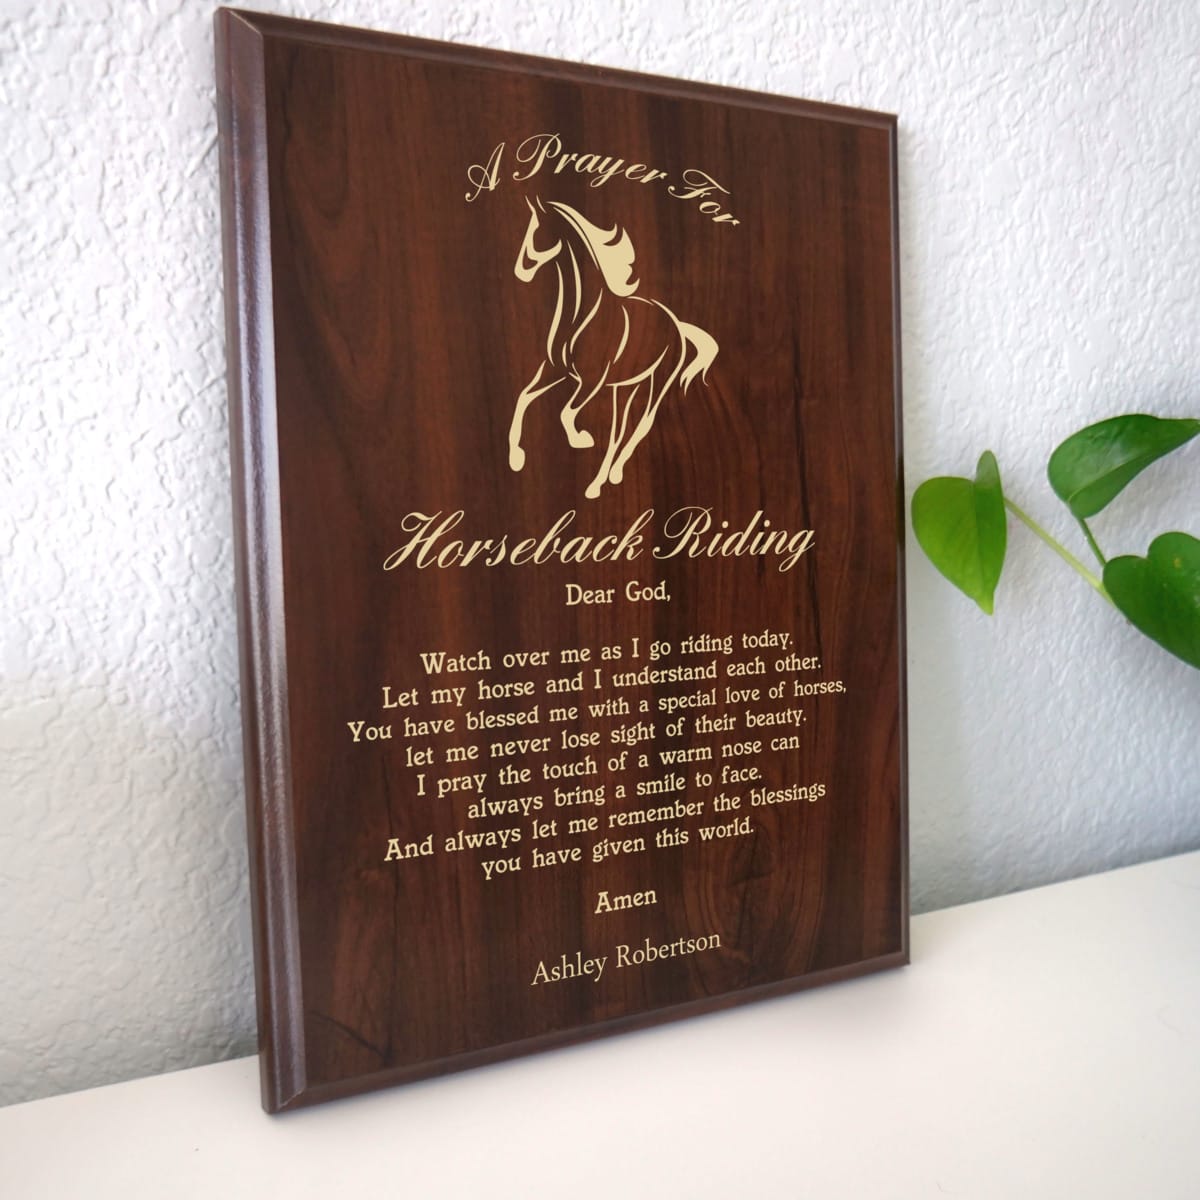 A Prayer For
Horseback Riding
Dear God,
Watch over me as I go riding today.
Let my horse and I understand each other.
You have blessed me with a special love of horses,
let me never lose sight of their beauty.
I pray the touch of a warm nose can
always bring a smile to face.
And always let me remember the blessings
you have given this world.
Amen
Ashley Robertson